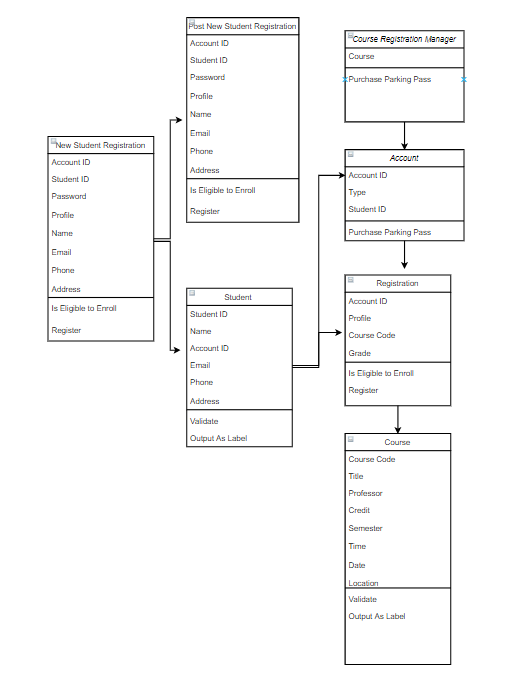 Post New Student Registration
Account ID
Student ID
Password
Profile
Name
Email
Phone
Address
Is Eligible to Enroll
Register
Course Registration Manager
Course
Purchase Parking Pass
New Student Registration
Account ID
Student ID
Password
Profile
Name
Email
Phone
Address
Is Eligible to Enroll
Register
Account
Account ID
Type
Student ID
Purchase Parking Pass
Student
Student ID
Name
Account ID
Email
Phone
Address
Validate
Output As Label
Registration
Account ID
Profile
Course Code
Grade
Is Eligible to Enroll
Register
Course
Course Code
Title
Professor
Credit
Semester
Time
Date
Location
Validate
Output As Label